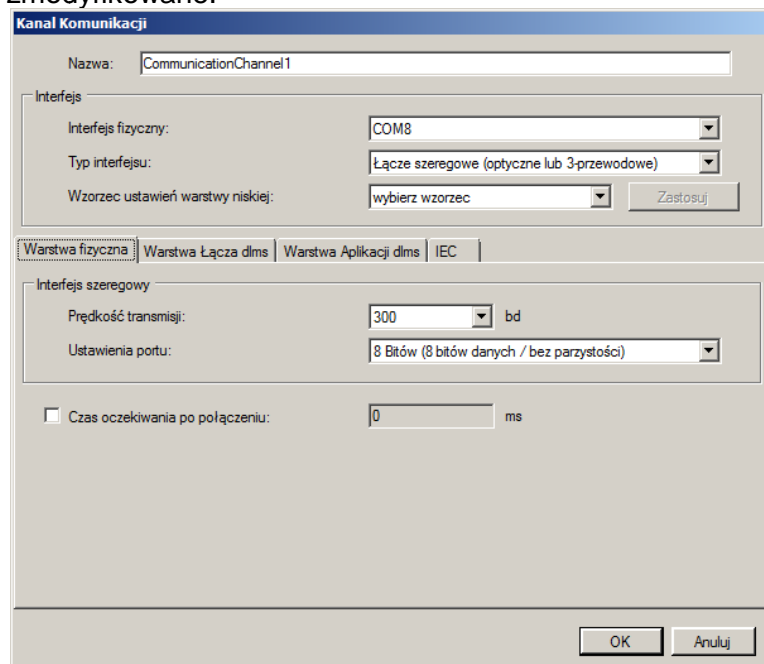 zmodyfikowano.
Kanał Komunikacji
Nazwa: CommunicationChannel1
Interfejs
Interfejs fizyczny: COM8
Typ interfejsu: Łącze szeregowe (optyczne lub 3-przewodowe)
Wzorzec ustawień warstwy niskiej: wybierz wzorzec Zastosuj
Warstwa fizyczna Warstwa Łącza dlms Warstwa Aplikacji dlms IEC
Interfejs szeregowy
Prędkość transmisji: 300 bd
Ustawienia portu: 8 Bitów (8 bitów danych / bez parzystości)
Czas oczekiwania po połączeniu: 0 ms
OK Anuluj